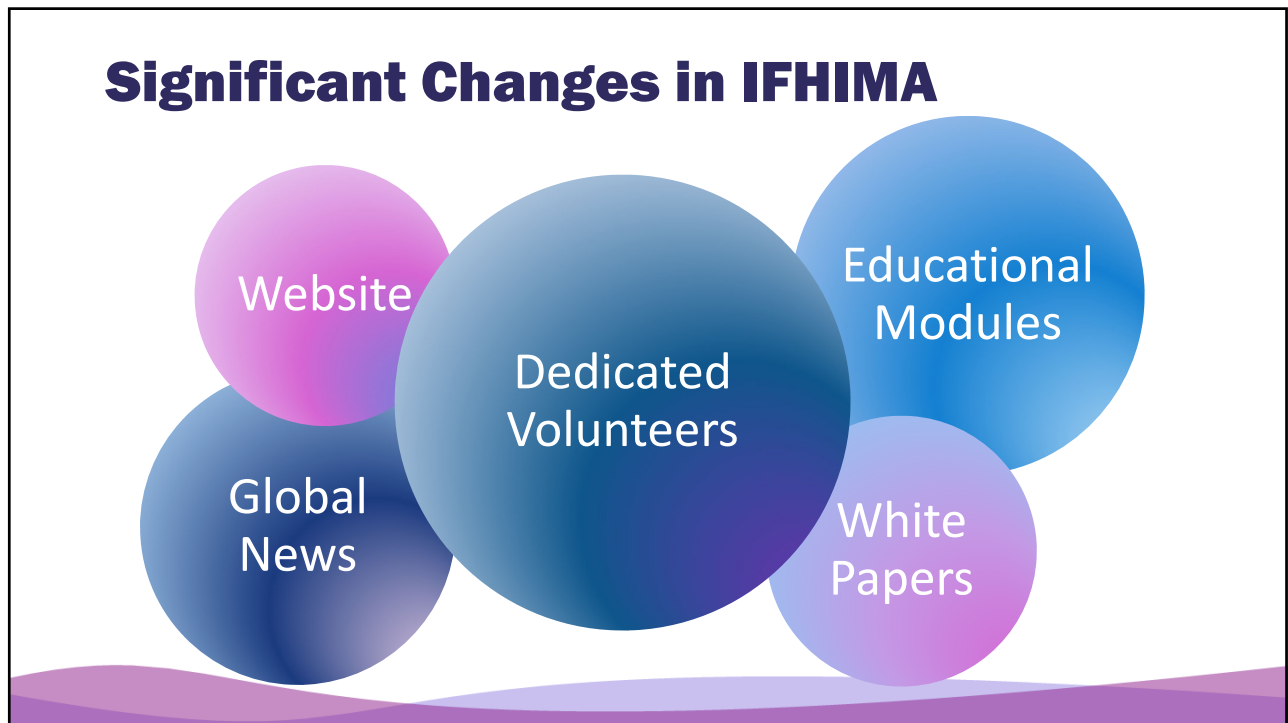 Significant Changes in IFHIMA
Website
Global
News
Dedicated
Volunteers
Educational
Modules
White
Papers